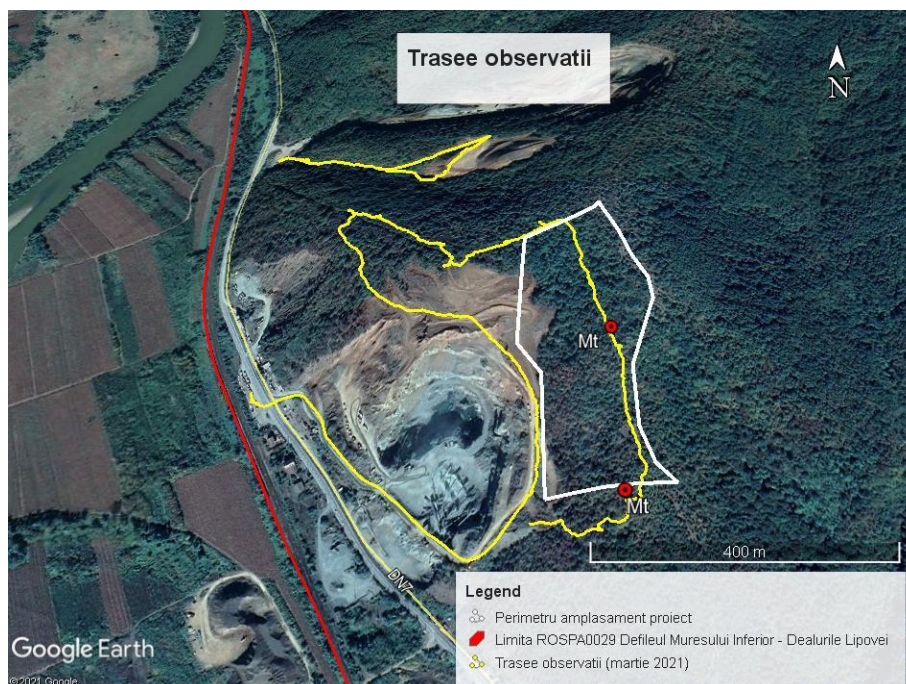 Trasee observatii
N
Mt
Mt
DN7
400 m
Legend
Perimetru amplasament proiect
Limita ROSPA0029 Defileul Muresului Inferior - Dealurile Lipovei
Trasee observatii (martie 2021)
Google Earth
©2021 Google